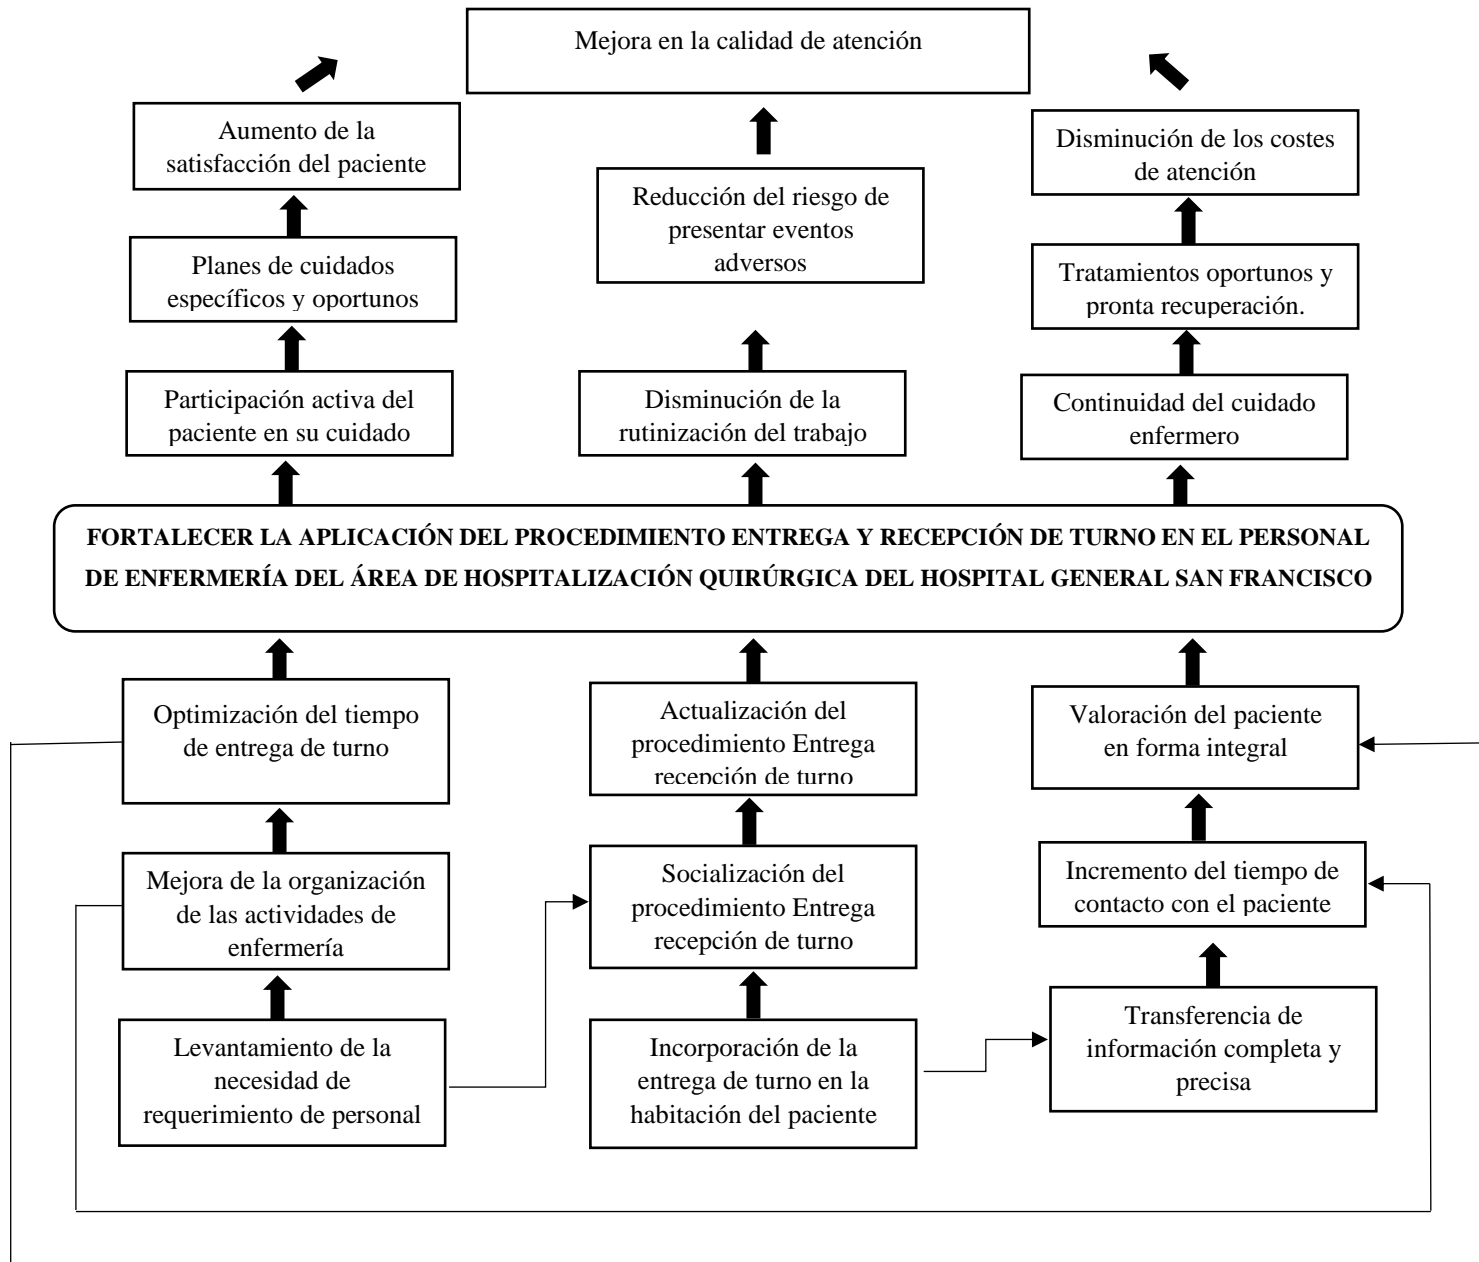 Mejora en la calidad de atención
Aumento de la
satisfacción del paciente
Reducción del riesgo de
presentar eventos
adversos
Disminución de los costes
de atención
Planes de cuidados
específicos y oportunos
Tratamientos oportunos y
pronta recuperación.
Participación activa del
paciente en su cuidado
Disminución de la
rutinización del trabajo
Continuidad del cuidado
enfermero
FORTALECER LA APLICACIÓN DEL PROCEDIMIENTO ENTREGA Y RECEPCIÓN DE TURNO EN EL PERSONAL
DE ENFERMERÍA DEL ÁREA DE HOSPITALIZACIÓN QUIRÚRGICA DEL HOSPITAL GENERAL SAN FRANCISCO
Optimización del tiempo
de entrega de turno
Actualización del
procedimiento Entrega
recepción de turno
Valoración del paciente
en forma integral
Mejora de la organización
de las actividades de
enfermería
Socialización del
procedimiento Entrega
recepción de turno
Incremento del tiempo de
contacto con el paciente
Levantamiento de la
necesidad de
requerimiento de personal
Incorporación de la
entrega de turno en la
habitación del paciente
Transferencia de
información completa y
precisa